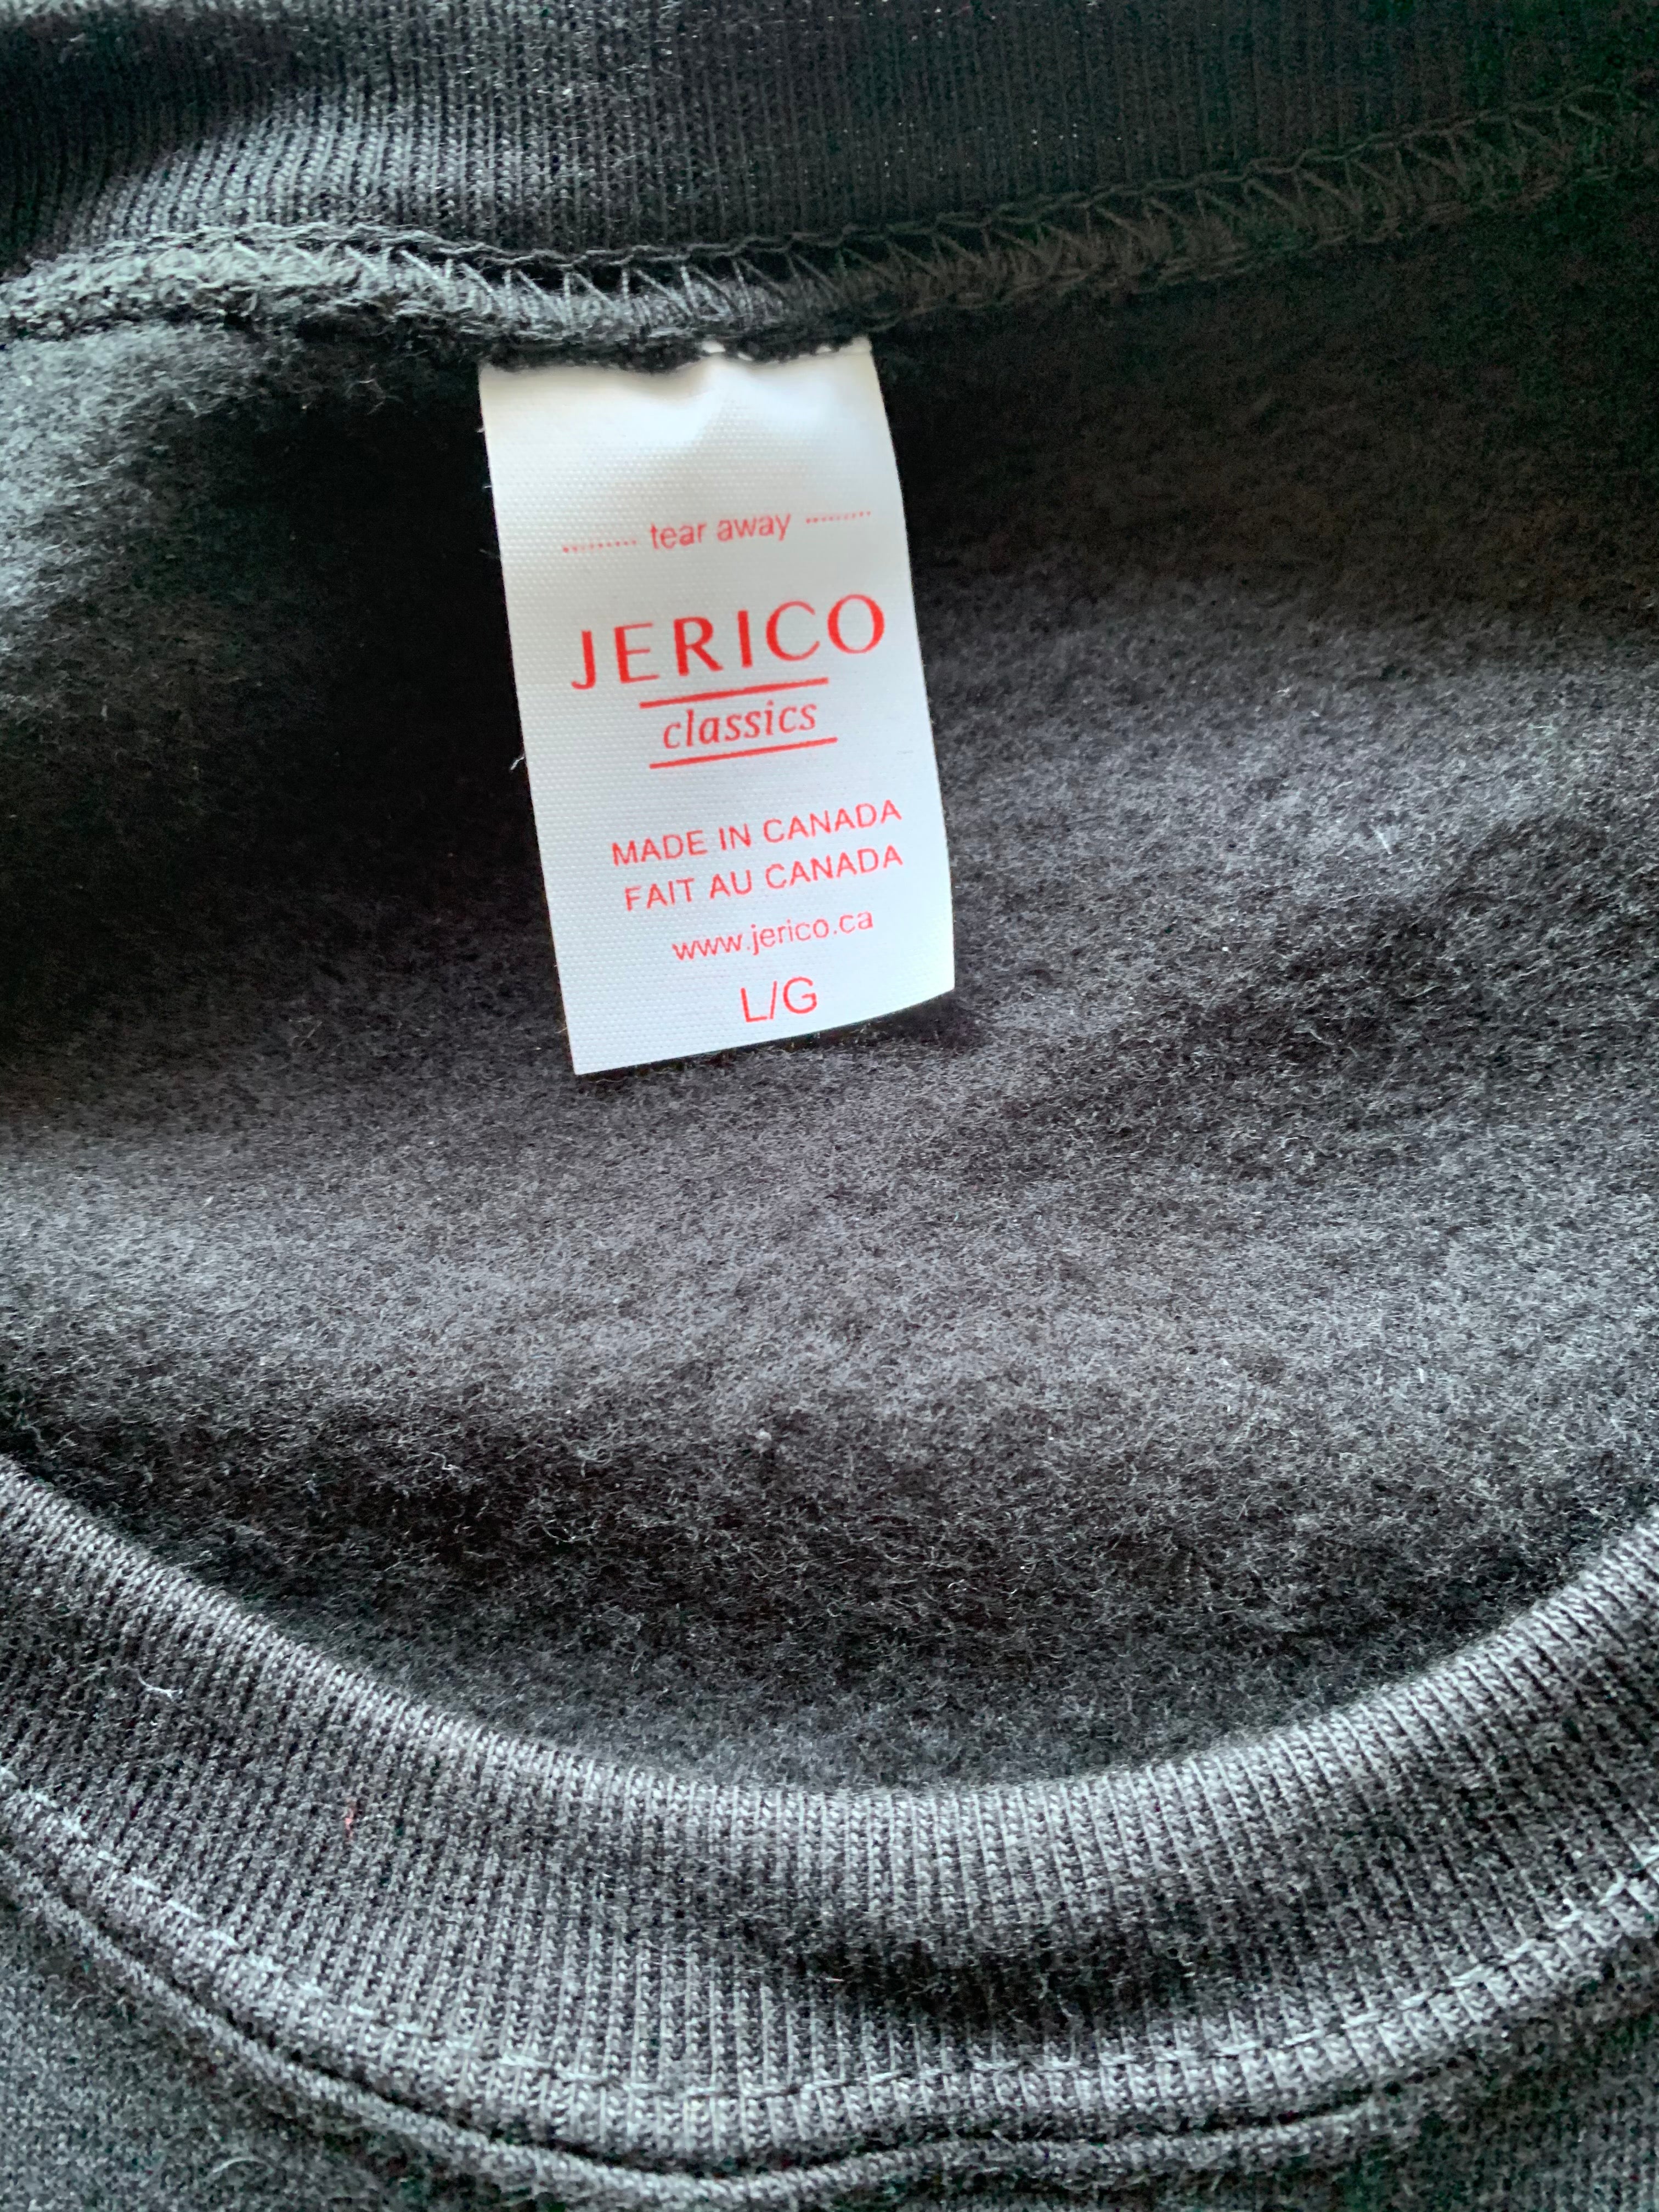 tear away
JERICO
classics
MADE IN CANADA
FAIT AU CANADA
www.jerico.ca
L/G